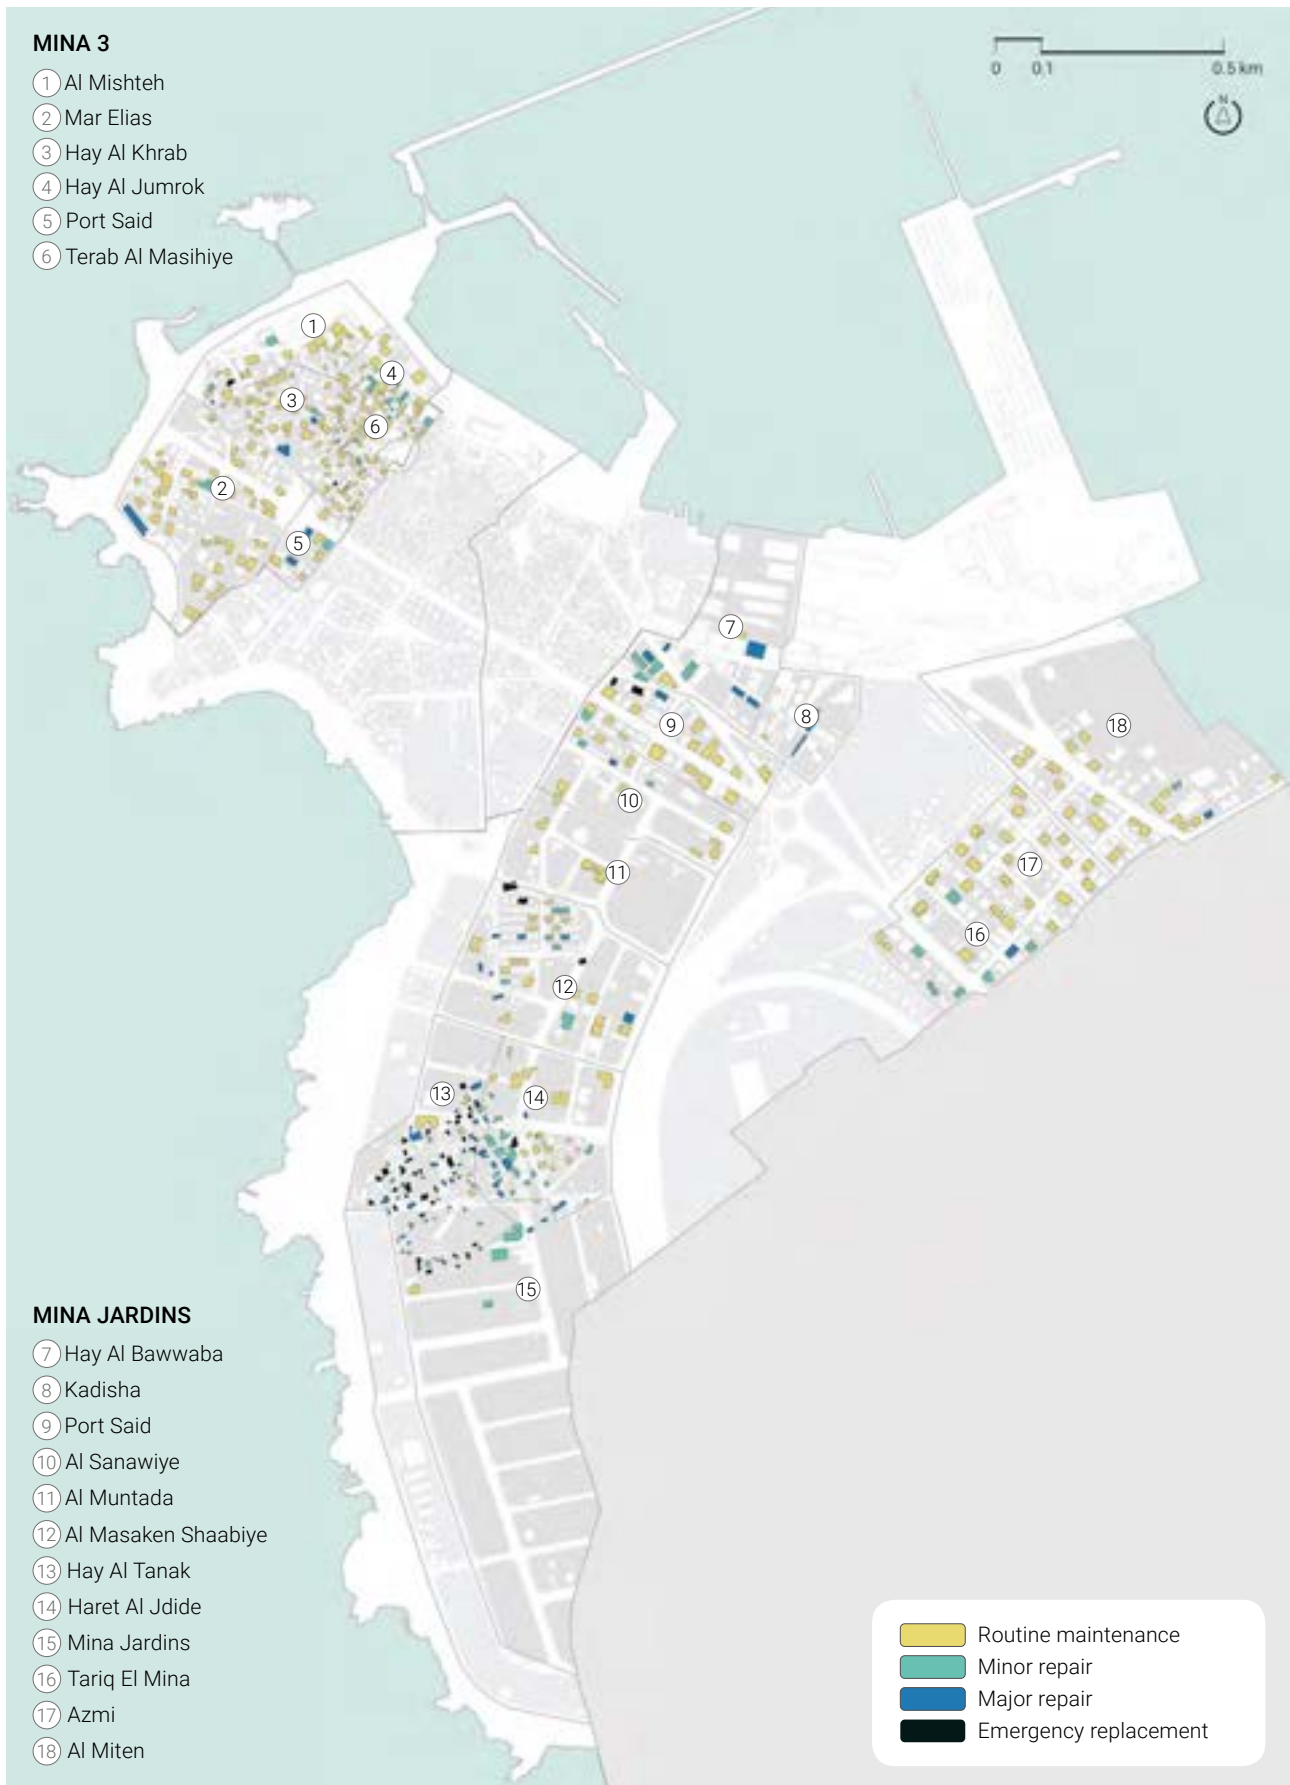 MINA 3
1 Al Mishteh
2 Mar Elias
3 Hay Al Khrab
4 Hay Al Jumrok
5 Port Said
6 Terab Al Masihiye
0 0.1 0.5 km
N
1
4
3
6
2
5
7
8
9
18
10
11
17
16
12
13
14
15
MINA JARDINS
7 Hay Al Bawwaba
8 Kadisha
9 Port Said
10 Al Sanawiye
11 Al Muntada
12 Al Masaken Shaabiye
13 Hay Al Tanak
14 Haret Al Jdide
15 Mina Jardins
16 Tariq El Mina
17 Azmi
18 Al Miten
Routine maintenance
Minor repair
Major repair
Emergency replacement